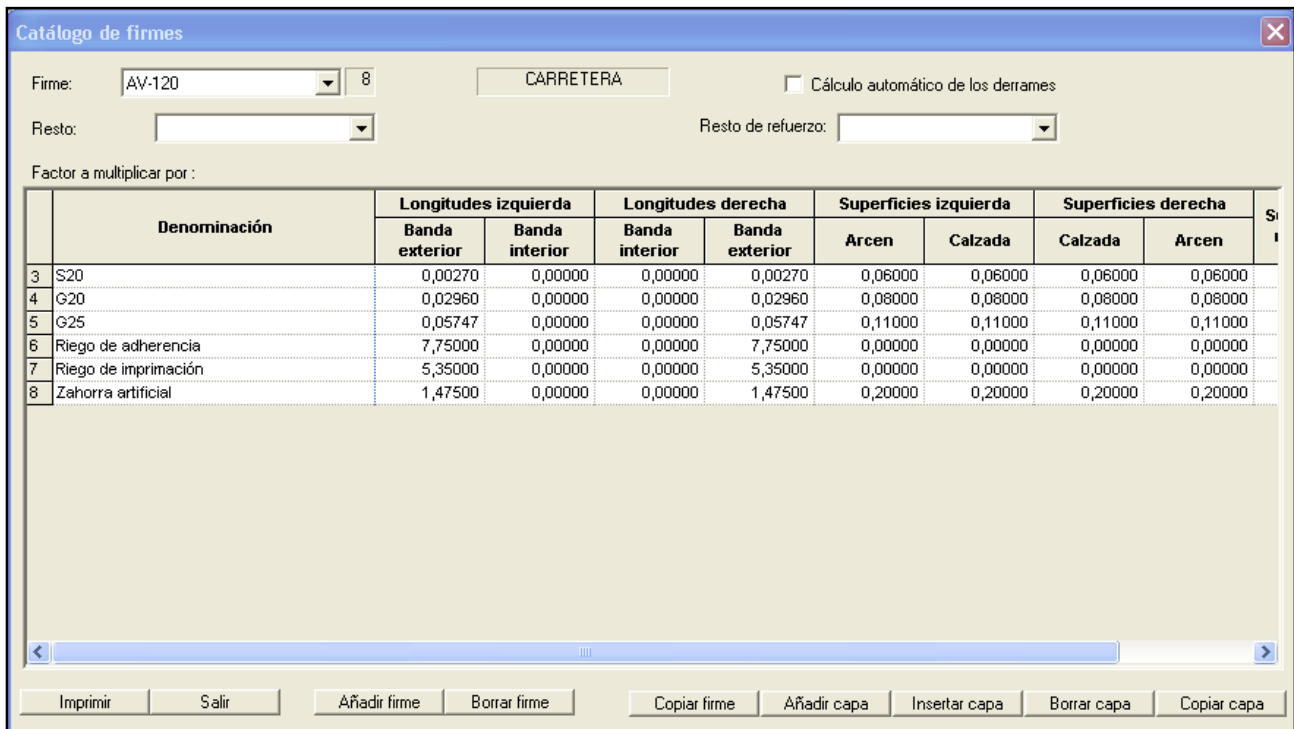 Catálogo de firmes
Firme: AV-120 8 CARRETERA Cálculo automático de los derrames
Resto: Resto de refuerzo:
Factor a multiplicar por :
Longitudes izquierda Longitudes derecha Superficies izquierda Superficies derecha
Denominación Banda exterior Banda interior Banda interior Banda exterior Arcen Calzada Calzada Arcen
3 S20 0,00270 0,00000 0,00000 0,00270 0,06000 0,06000 0,06000 0,06000
4 G20 0,02960 0,00000 0,00000 0,02960 0,08000 0,08000 0,08000 0,08000
5 G25 0,05747 0,00000 0,00000 0,05747 0,11000 0,11000 0,11000 0,11000
6 Riego de adherencia 7,75000 0,00000 0,00000 7,75000 0,00000 0,00000 0,00000 0,00000
7 Riego de imprimación 5,35000 0,00000 0,00000 5,35000 0,00000 0,00000 0,00000 0,00000
8 Zahorra artificial 1,47500 0,00000 0,00000 1,47500 0,20000 0,20000 0,20000 0,20000
Imprimir Salir Añadir firme Borrar firme Copiar firme Añadir capa Insertar capa Borrar capa Copiar capa